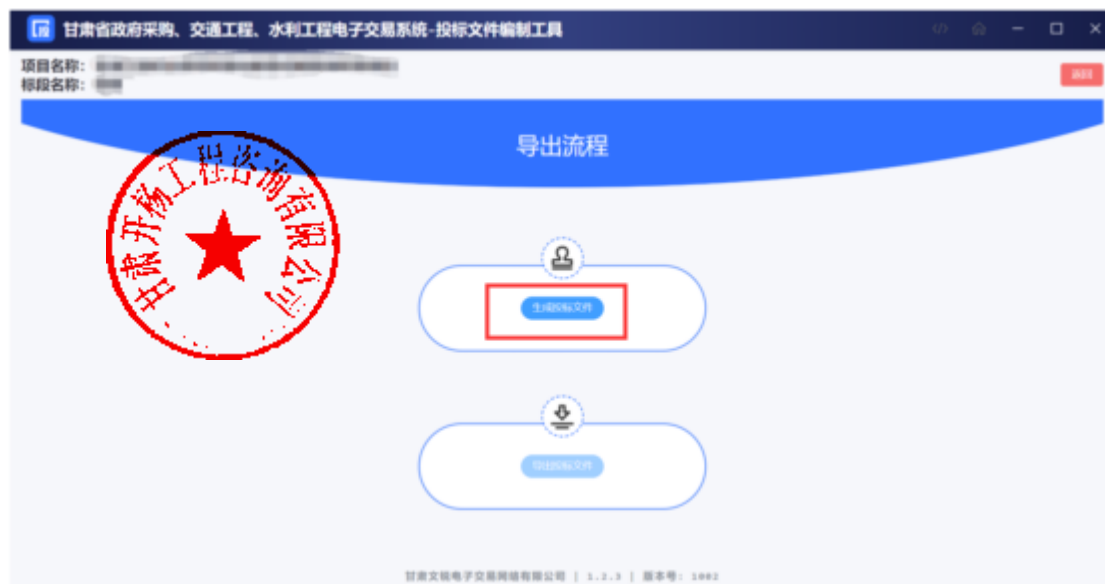 甘肃省政府采购、交通工程、水利工程电子交易系统-投标文件编制工具
项目名称：
标段名称：
返回
导出流程
甘肃开杨工程咨询有限公司
生成投标文件
导出投标文件
甘肃文锐电子交易网络有限公司 | 1.2.3 | 版本号: 1002